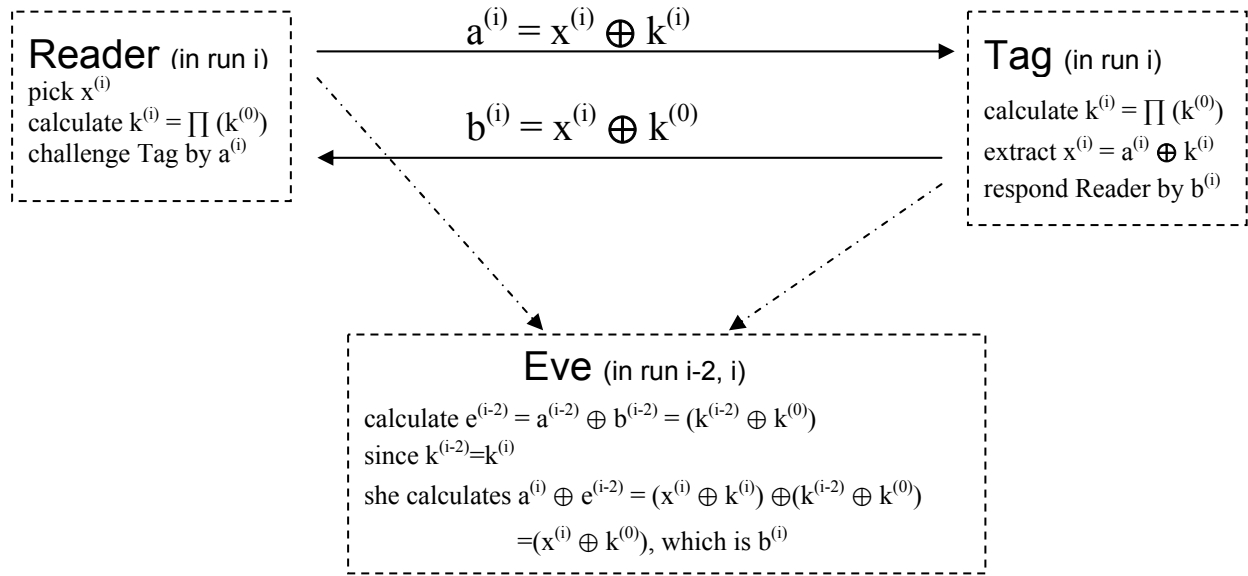 Reader (in run i)
pick x⁽ⁱ⁾
calculate k⁽ⁱ⁾ = ∏ (k⁽⁰⁾)
challenge Tag by a⁽ⁱ⁾
a⁽ⁱ⁾ = x⁽ⁱ⁾ ⊕ k⁽ⁱ⁾
b⁽ⁱ⁾ = x⁽ⁱ⁾ ⊕ k⁽⁰⁾
Tag (in run i)
calculate k⁽ⁱ⁾ = ∏ (k⁽⁰⁾)
extract x⁽ⁱ⁾ = a⁽ⁱ⁾ ⊕ k⁽ⁱ⁾
respond Reader by b⁽ⁱ⁾
Eve (in run i-2, i)
calculate e⁽ⁱ⁻²⁾ = a⁽ⁱ⁻²⁾ ⊕ b⁽ⁱ⁻²⁾ = (k⁽ⁱ⁻²⁾ ⊕ k⁽⁰⁾)
since k⁽ⁱ⁻²⁾=k⁽ⁱ⁾
she calculates a⁽ⁱ⁾ ⊕ e⁽ⁱ⁻²⁾ = (x⁽ⁱ⁾ ⊕ k⁽ⁱ⁾) ⊕(k⁽ⁱ⁻²⁾ ⊕ k⁽⁰⁾)
=(x⁽ⁱ⁾ ⊕ k⁽⁰⁾), which is b⁽ⁱ⁾